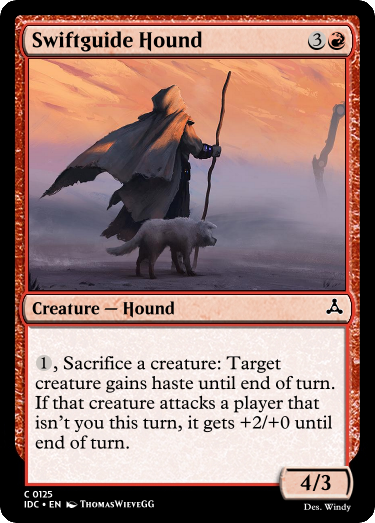 Swiftguide Hound 3
Creature — Hound
1, Sacrifice a creature: Target
creature gains haste until end of turn.
If that creature attacks a player that
isn't you this turn, it gets +2/+0 until
end of turn.
4/3
C 0125
IDC • EN ThomasWieveGG
Des. Windy